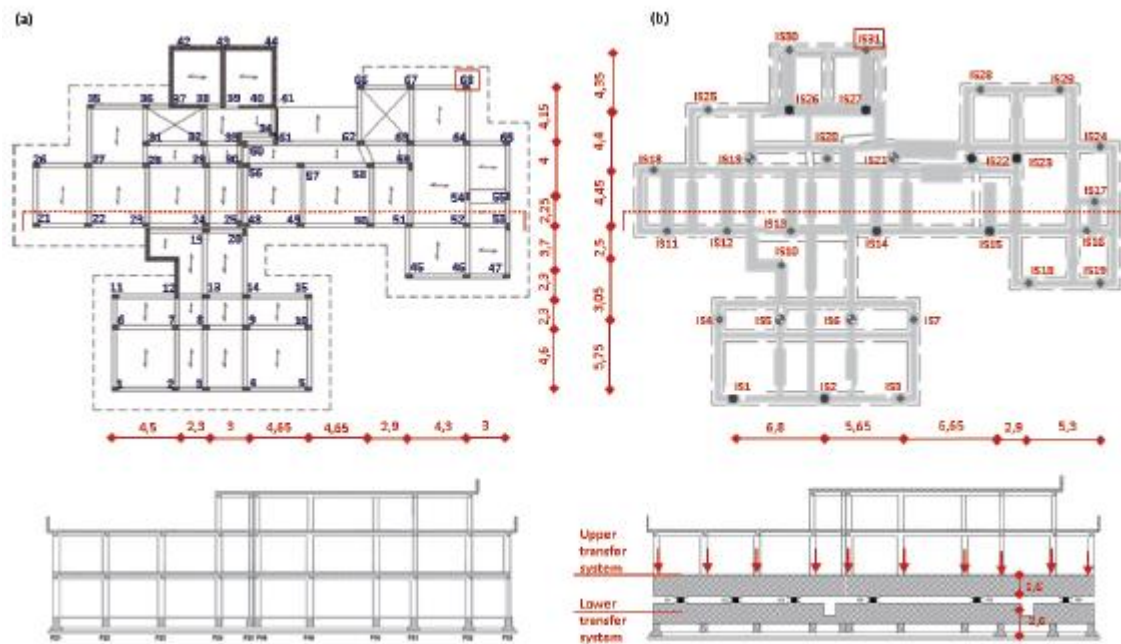 (a)
(b)
42 43 44
IS30 IS31
66 67 68
IS28 IS29
35 36 37 38 39 40 61
IS25 IS26 IS27
31 32 61 62 63 64 65
IS20 IS24
26 27 28 29 30 60
IS18 IS19 IS21 IS22 IS23
56 57 58
54
IS17
21 22 23 24 25 48 49 50 51 52 53
IS11 IS12 IS13 IS14 IS15 IS16
19 20
IS10
45 46 47
IS18 IS19
11 12 13 14 15
6 7 8 9 10
IS4 IS5 IS6 IS7
2 5
IS1 IS2 IS3
4,15
4
2,25
3,7
2,3
2,3
4,6
4,35
4,4
4,45
2,5
3,05
5,75
4,5 2,3 3 4,65 4,65 2,9 4,3 3
6,8 5,65 6,65 2,9 5,3
Upper
transfer
system
Lower
transfer
system